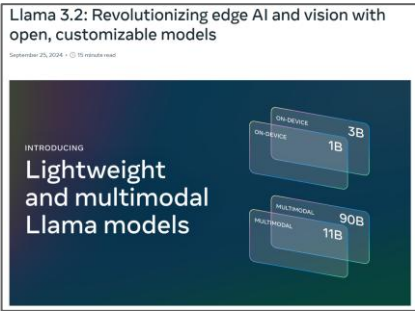 Llama 3.2: Revolutionizing edge AI and vision with
open, customizable models
September 25, 2024 • 15 minute read
INTRODUCING
Lightweight
and multimodal
Llama models
ON-DEVICE
3B
ON-DEVICE
1B
MULTIMODAL
90B
MULTIMODAL
11B